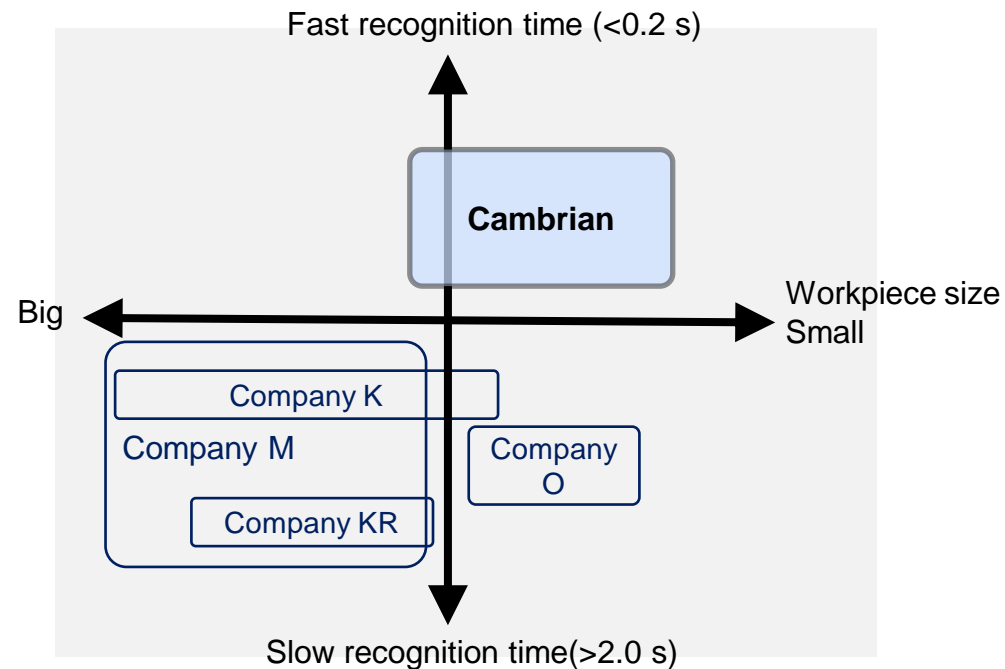 Fast recognition time (<0.2 s)
Cambrian
Workpiece size
Big
Small
Company K
Company M
Company
O
Company KR
Slow recognition time(>2.0 s)